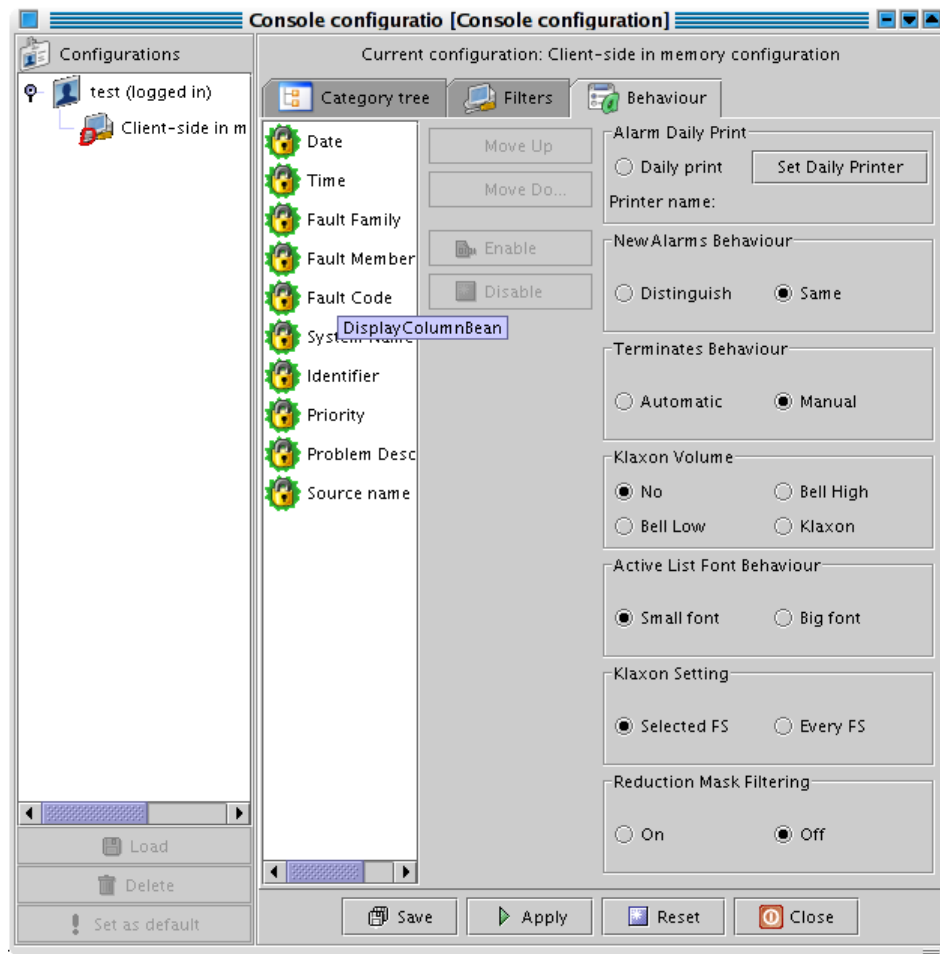 Console configuratio [Console configuration]
Configurations
test (logged in)
Client-side in m
Load
Delete
Set as default
Current configuration: Client-side in memory configuration
Category tree
Filters
Behaviour
Date
Time
Fault Family
Fault Member
Fault Code
System Name
DisplayColumnBean
Identifier
Priority
Problem Desc
Source name
Move Up
Move Do...
Enable
Disable
Alarm Daily Print
Daily print
Set Daily Printer
Printer name:
New Alarms Behaviour
Distinguish
Same
Terminates Behaviour
Automatic
Manual
Klaxon Volume
No
Bell High
Bell Low
Klaxon
Active List Font Behaviour
Small font
Big font
Klaxon Setting
Selected FS
Every FS
Reduction Mask Filtering
On
Off
Save
Apply
Reset
Close